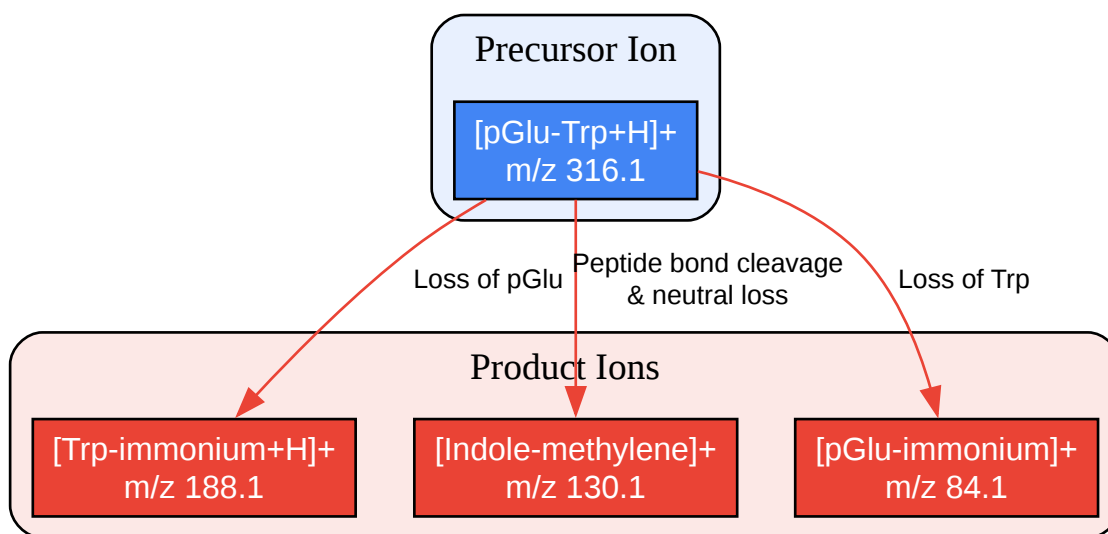 Precursor Ion
[pGlu-Trp+H]+
m/z 316.1
Loss of pGlu
Peptide bond cleavage
& neutral loss
Loss of Trp
Product Ions
[Trp-immonium+H]+
m/z 188.1
[Indole-methylene]+
m/z 130.1
[pGlu-immonium]+
m/z 84.1